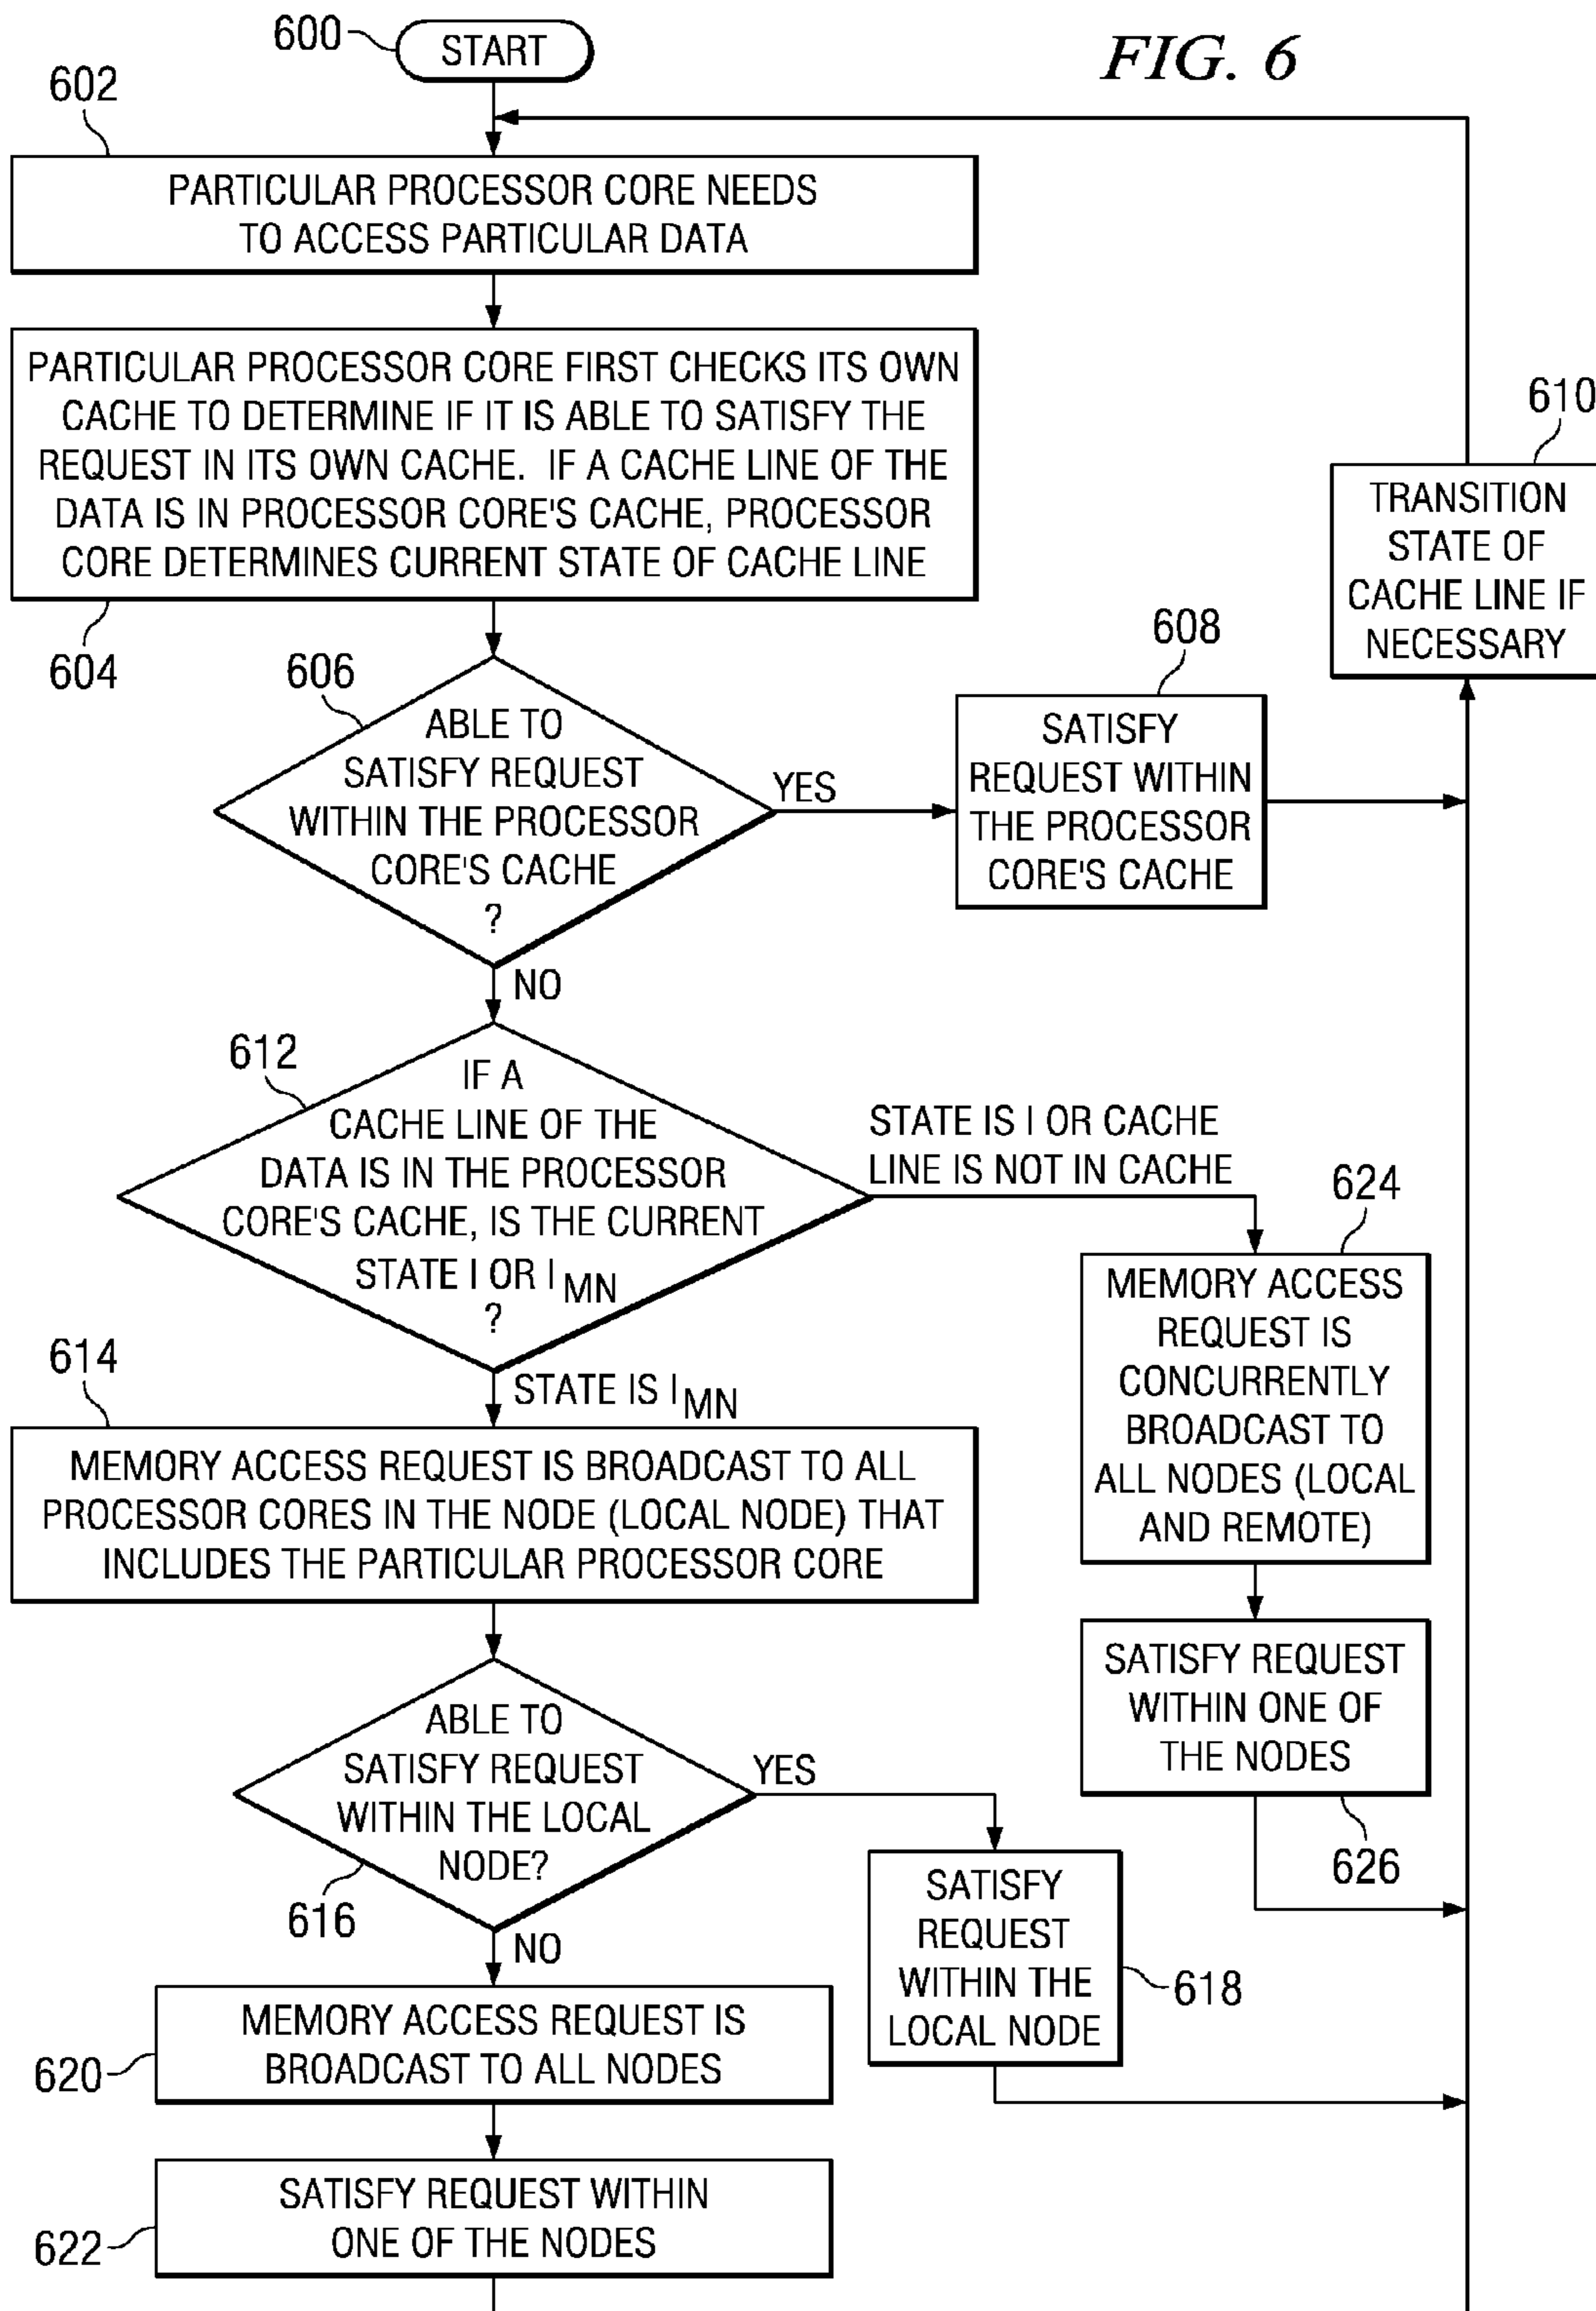 600
START
FIG. 6
602
PARTICULAR PROCESSOR CORE NEEDS
TO ACCESS PARTICULAR DATA
PARTICULAR PROCESSOR CORE FIRST CHECKS ITS OWN
CACHE TO DETERMINE IF IT IS ABLE TO SATISFY THE
REQUEST IN ITS OWN CACHE. IF A CACHE LINE OF THE
DATA IS IN PROCESSOR CORE'S CACHE, PROCESSOR
CORE DETERMINES CURRENT STATE OF CACHE LINE
604
610
TRANSITION
STATE OF
CACHE LINE IF
NECESSARY
606
ABLE TO
SATISFY REQUEST
WITHIN THE PROCESSOR
CORE'S CACHE
?
YES
608
SATISFY
REQUEST WITHIN
THE PROCESSOR
CORE'S CACHE
NO
612
IF A
CACHE LINE OF THE
DATA IS IN THE PROCESSOR
CORE'S CACHE, IS THE CURRENT
STATE I OR I MN
?
STATE IS I OR CACHE
LINE IS NOT IN CACHE
624
MEMORY ACCESS
REQUEST IS
CONCURRENTLY
BROADCAST TO
ALL NODES (LOCAL
AND REMOTE)
STATE IS I MN
614
MEMORY ACCESS REQUEST IS BROADCAST TO ALL
PROCESSOR CORES IN THE NODE (LOCAL NODE) THAT
INCLUDES THE PARTICULAR PROCESSOR CORE
SATISFY REQUEST
WITHIN ONE OF
THE NODES
626
ABLE TO
SATISFY REQUEST
WITHIN THE LOCAL
NODE?
616
YES
SATISFY
REQUEST
WITHIN THE
LOCAL NODE
618
NO
MEMORY ACCESS REQUEST IS
BROADCAST TO ALL NODES
620
SATISFY REQUEST WITHIN
ONE OF THE NODES
622